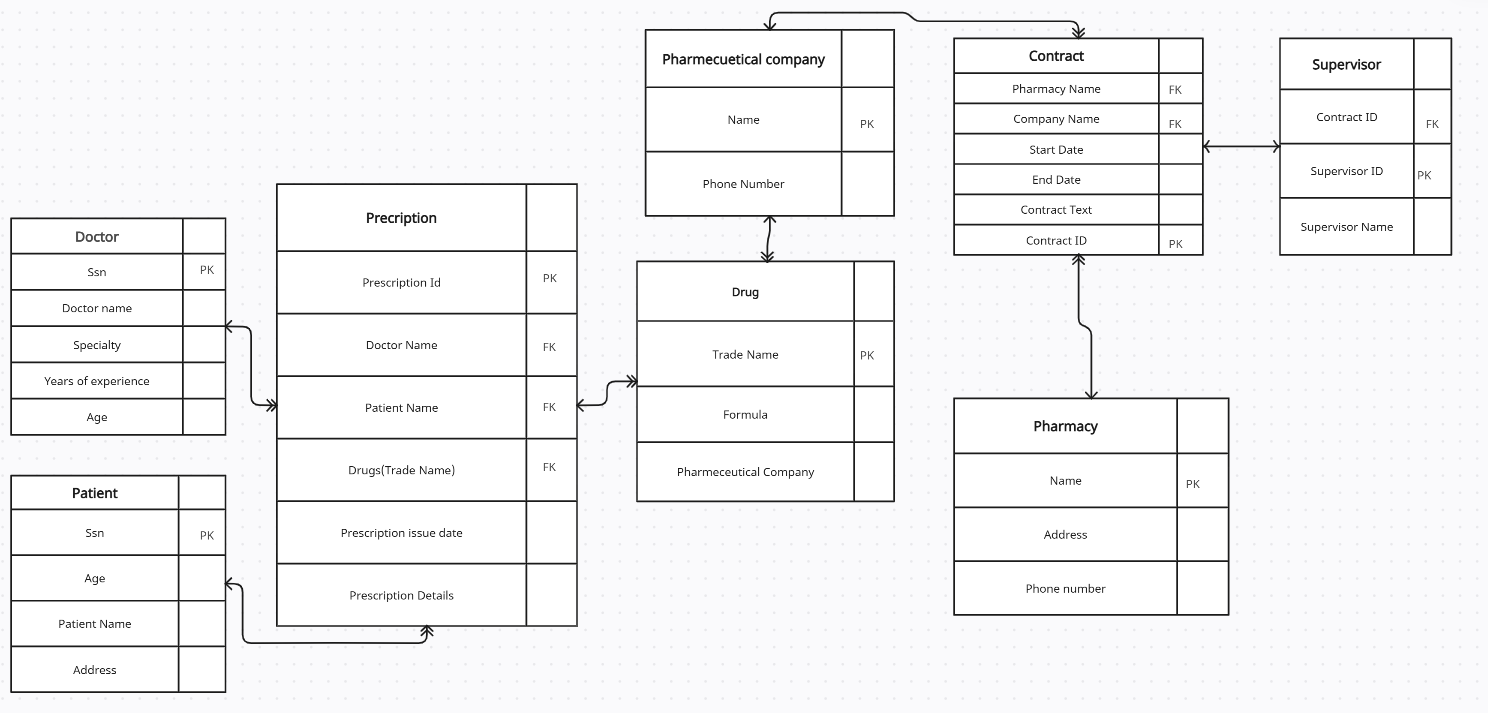 Doctor
Ssn PK
Doctor name
Specialty
Years of experience
Age
Patient
Ssn PK
Age
Patient Name
Address
Precription
Prescription Id PK
Doctor Name FK
Patient Name FK
Drugs(Trade Name) FK
Prescription issue date
Prescription Details
Pharmecuetical company
Name PK
Phone Number
Drug
Trade Name PK
Formula
Pharmeceutical Company
Contract
Pharmacy Name FK
Company Name FK
Start Date
End Date
Contract Text
Contract ID PK
Pharmacy
Name PK
Address
Phone number
Supervisor
Contract ID FK
Supervisor ID PK
Supervisor Name